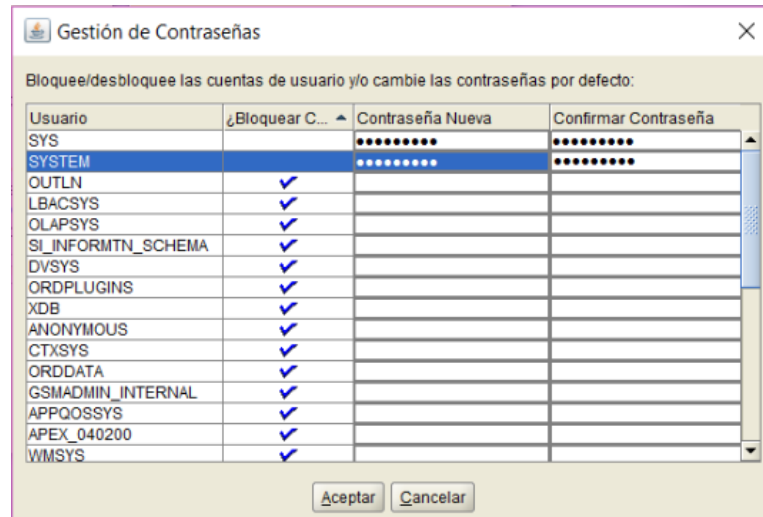 Gestión de Contraseñas
Bloquee/desbloquee las cuentas de usuario y/o cambie las contraseñas por defecto:
Usuario ¿Bloquear C... Contraseña Nueva Confirmar Contraseña
SYS ●●●●●●●●● ●●●●●●●●●
SYSTEM ●●●●●●●●● ●●●●●●●●●
OUTLN ✔
LBACSYS ✔
OLAPSYS ✔
SI_INFORMTN_SCHEMA ✔
DVSYS ✔
ORDPLUGINS ✔
XDB ✔
ANONYMOUS ✔
CTXSYS ✔
ORDDATA ✔
GSMADMIN_INTERNAL ✔
APPQOSSYS ✔
APEX_040200 ✔
WMSYS ✔
Aceptar Cancelar